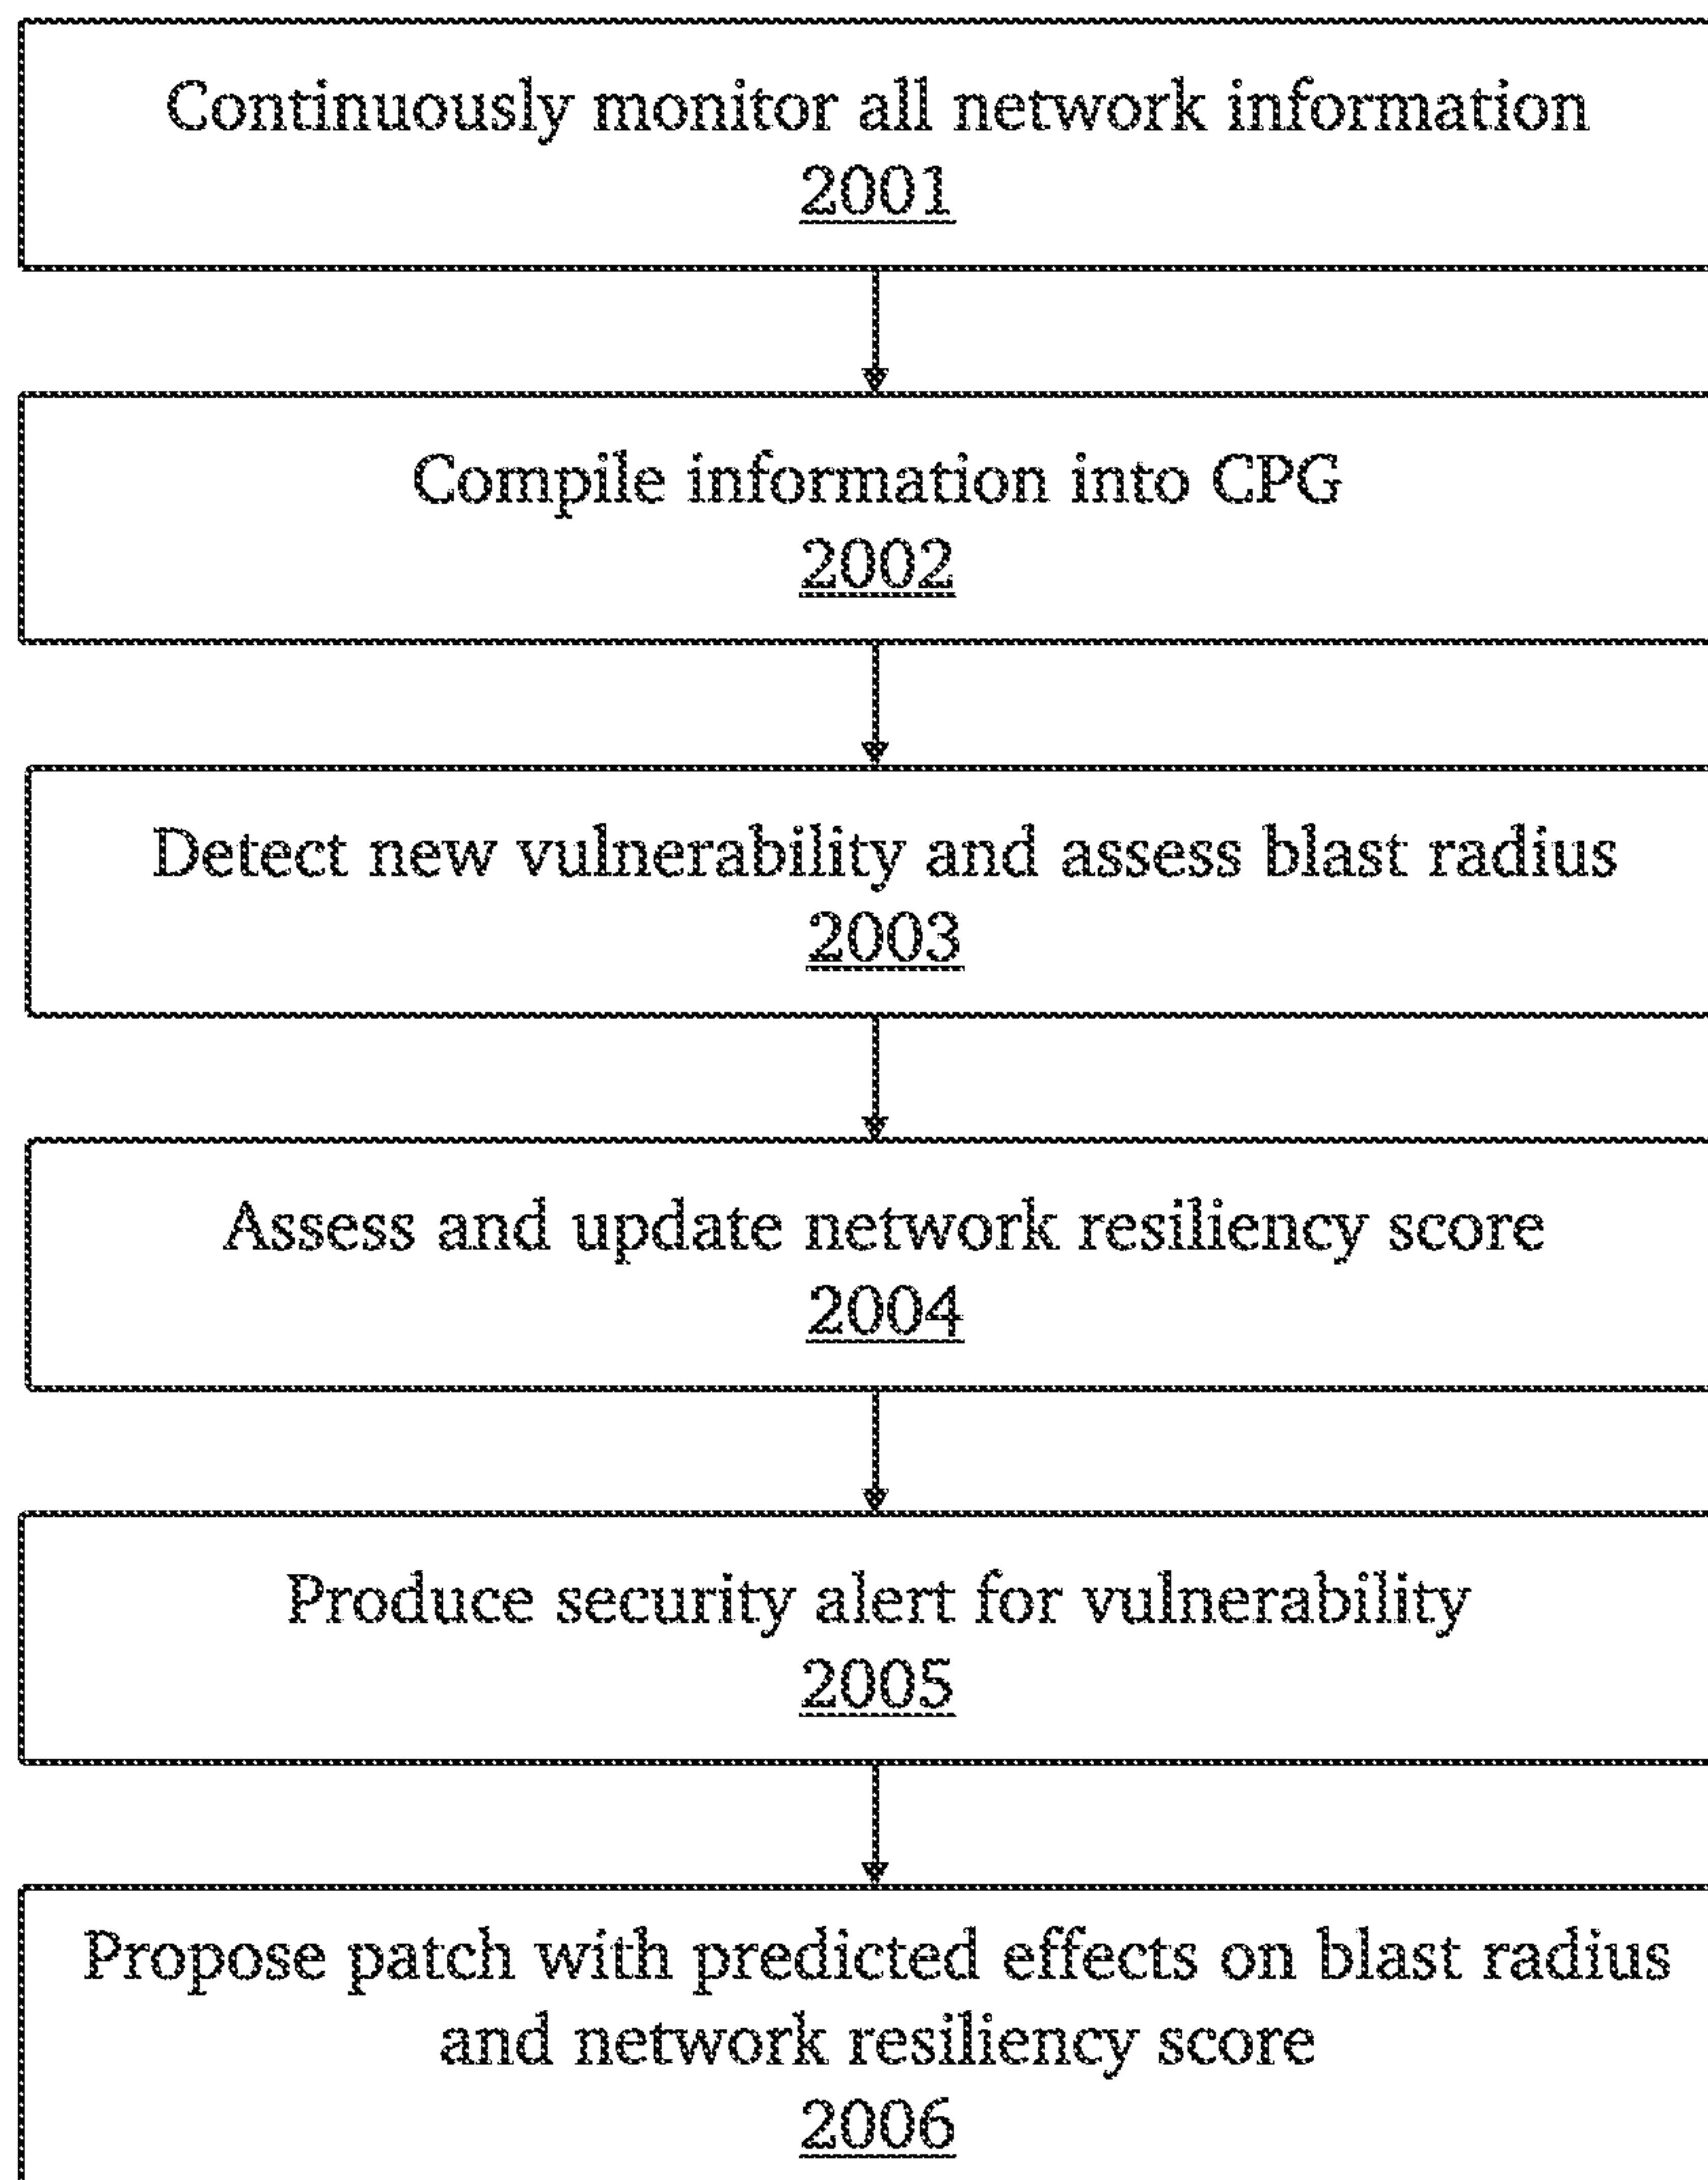 Continuously monitor all network information
2001
Compile information into CPG
2002
Detect new vulnerability and assess blast radius
2003
Assess and update network resiliency score
2004
Produce security alert for vulnerability
2005
Propose patch with predicted effects on blast radius
and network resiliency score
2006